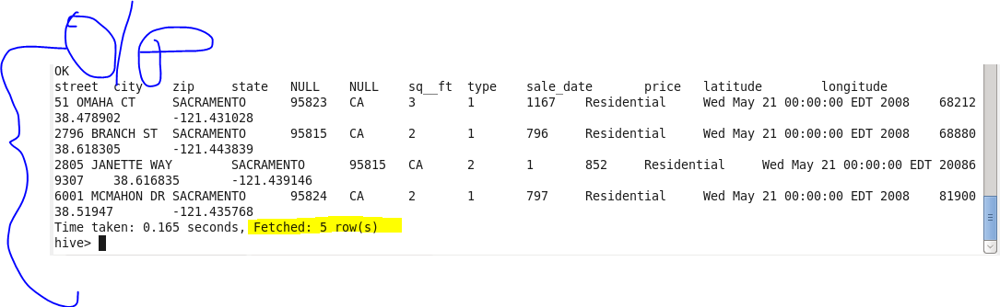 O/P
OK
street city zip state NULL NULL sq__ft type sale_date price latitude longitude
51 OMAHA CT SACRAMENTO 95823 CA 3 1 1167 Residential Wed May 21 00:00:00 EDT 2008 68212
38.478902 -121.431028
2796 BRANCH ST SACRAMENTO 95815 CA 2 1 796 Residential Wed May 21 00:00:00 EDT 2008 68880
38.618305 -121.443839
2805 JANETTE WAY SACRAMENTO 95815 CA 2 1 852 Residential Wed May 21 00:00:00 EDT 20086
9307 38.616835 -121.439146
6001 MCMAHON DR SACRAMENTO 95824 CA 2 1 797 Residential Wed May 21 00:00:00 EDT 2008 81900
38.51947 -121.435768
Time taken: 0.165 seconds, Fetched: 5 row(s)
hive>